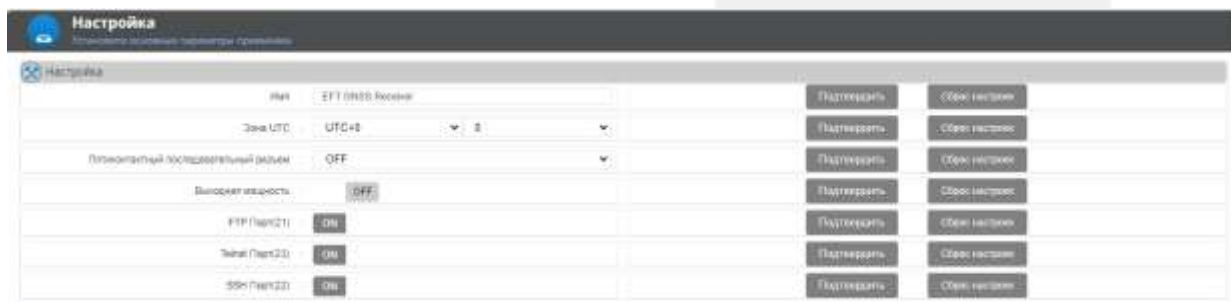 Настройка
Установите основные параметры приемника
Настройка
Имя EFT GNSS Receiver Подтвердить Сброс настроек
Зона UTC UTC+0 0 Подтвердить Сброс настроек
Пятиконтактный последовательный разъем OFF Подтвердить Сброс настроек
Выходная мощность OFF Подтвердить Сброс настроек
FTP Порт(21) ON Подтвердить Сброс настроек
Telnet Порт(23) ON Подтвердить Сброс настроек
SSH Порт(22) ON Подтвердить Сброс настроек